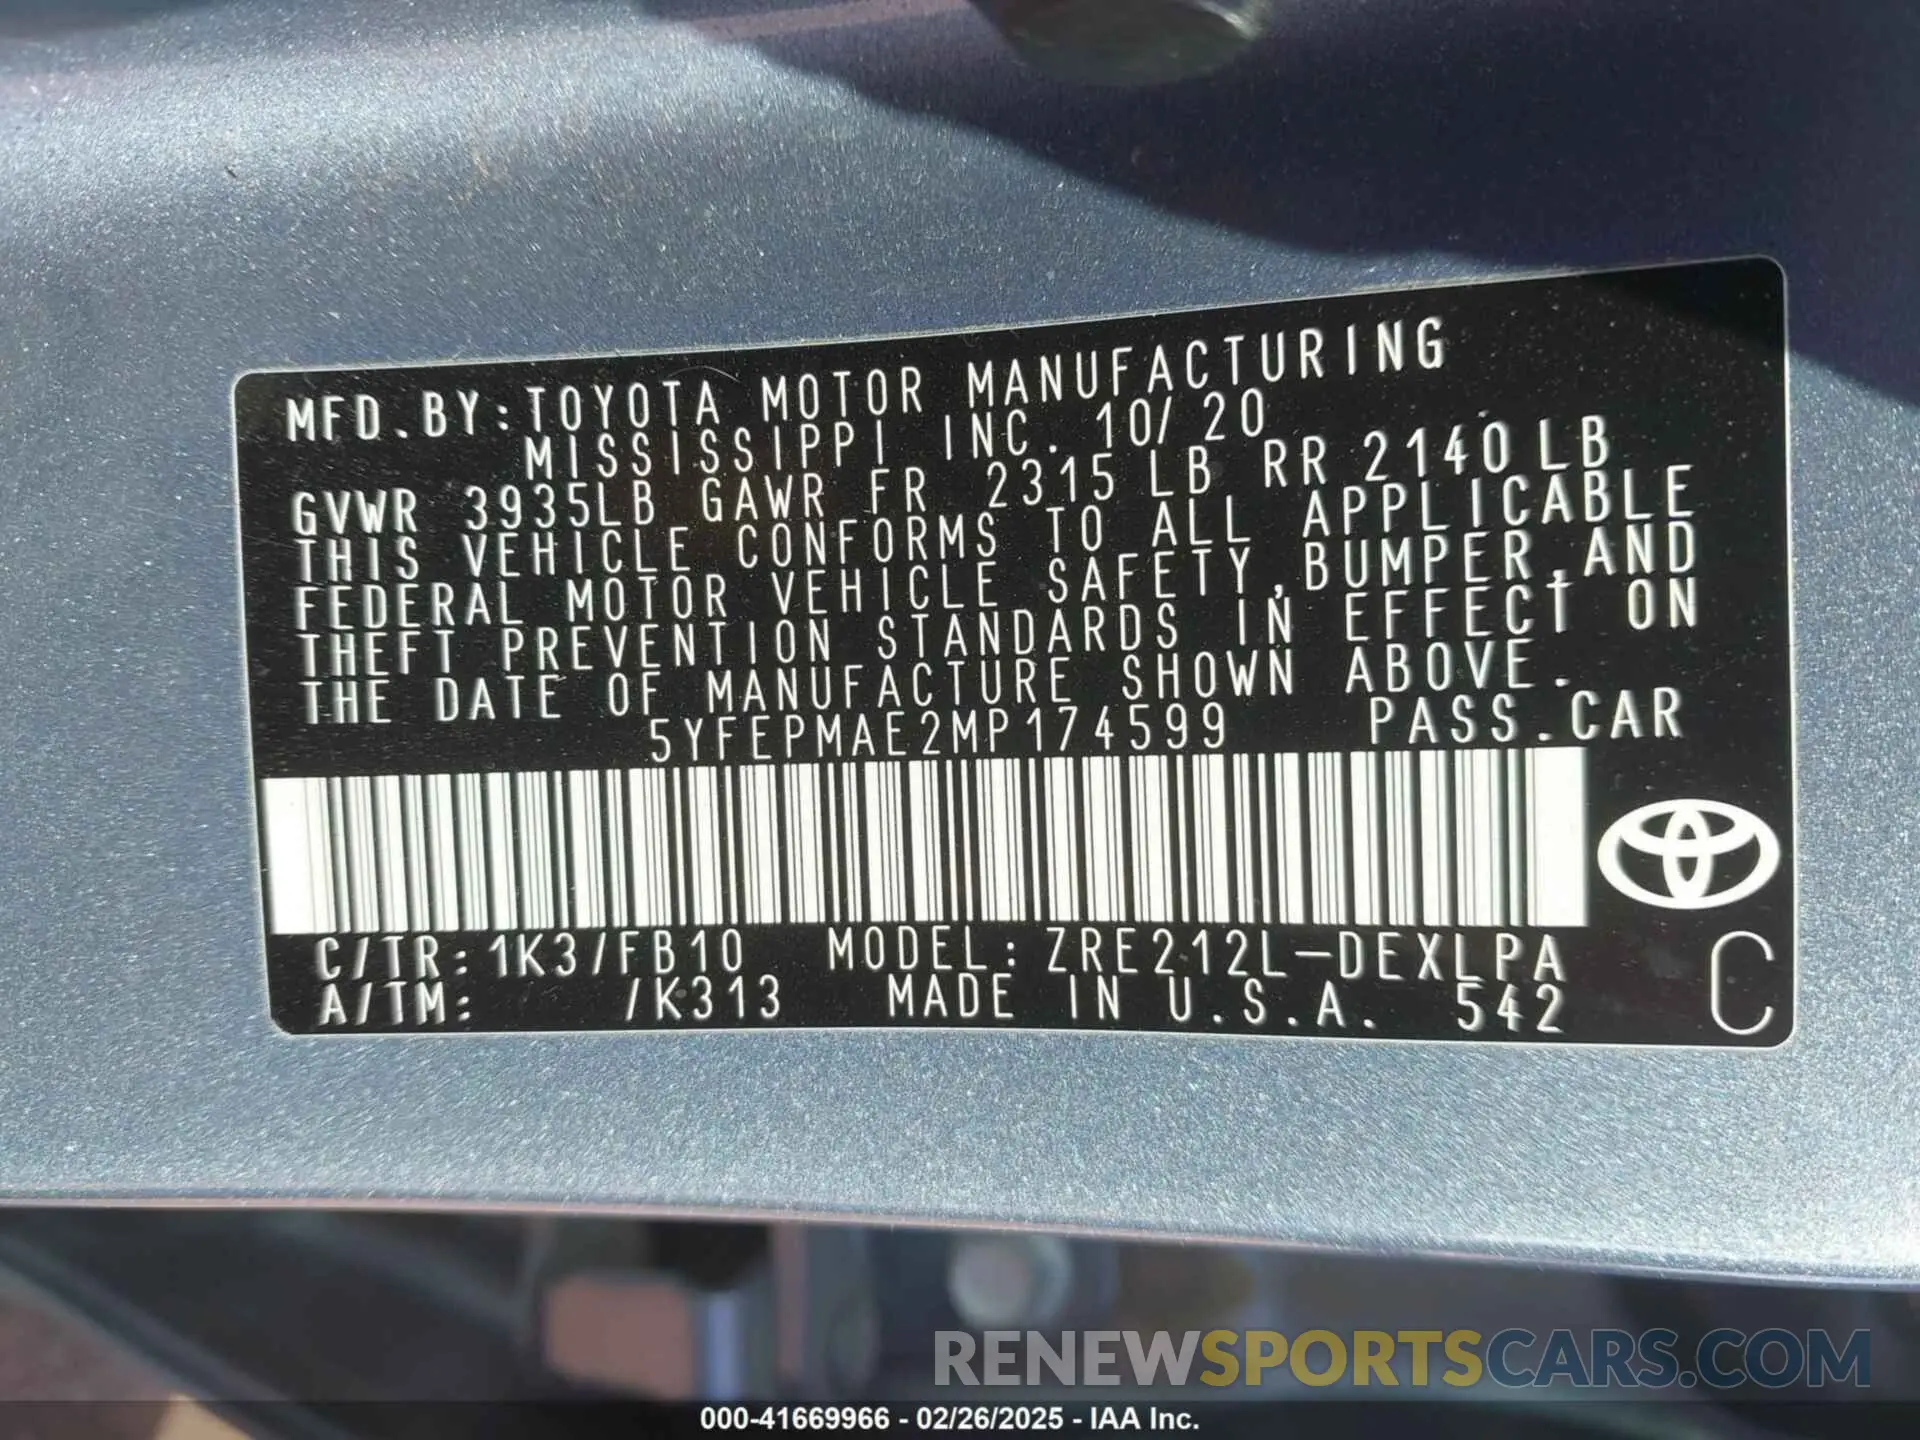 MFD.BY:TOYOTA MOTOR MANUFACTURING
MISSISSIPPI INC. 10/20
GVWR 3935LB GAWR FR 2315 LB RR 2140 LB
THIS VEHICLE CONFORMS TO ALL APPLICABLE
FEDERAL MOTOR VEHICLE SAFETY,BUMPER,AND
THEFT PREVENTION STANDARDS IN EFFECT ON
THE DATE OF MANUFACTURE SHOWN ABOVE.
5YFEPMAE2MP174599 PASS.CAR
C/TR:1K3/FB10 MODEL:ZRE212L-DEXLPA
A/TM: /K313 MADE IN U.S.A. 542
C
RENEWSPORTSCARS.COM
000-41669966 - 02/26/2025 - IAA Inc.